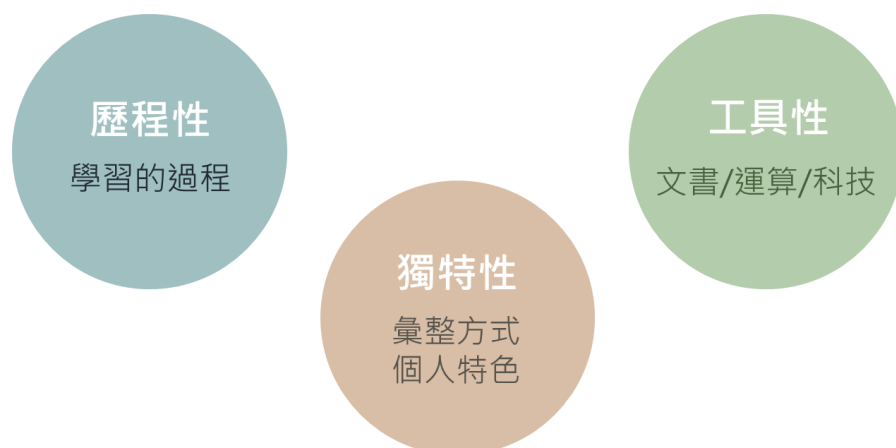 歷程性
學習的過程
獨特性
彙整方式
個人特色
工具性
文書/運算/科技